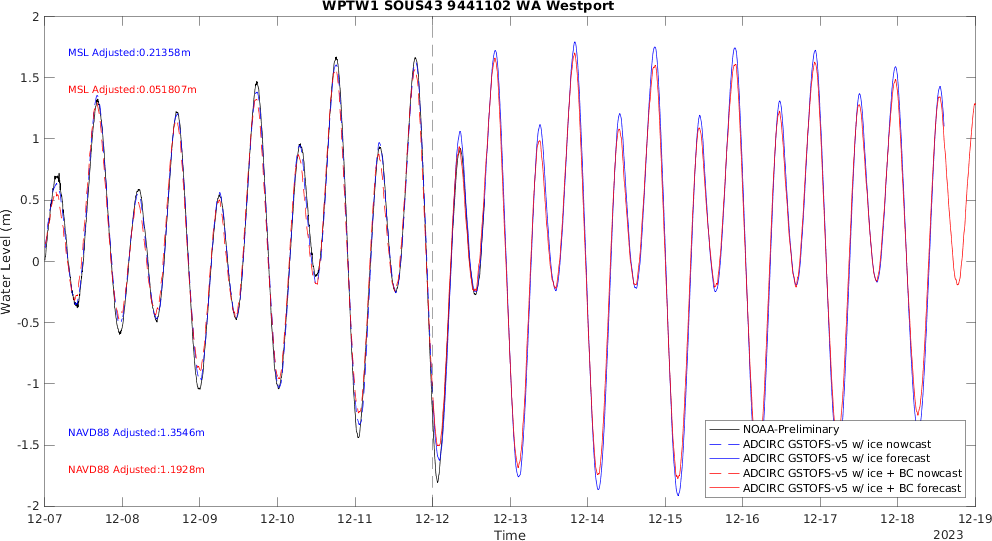 WPTW1 SOUS43 9441102 WA Westport
2
1.5
1
0.5
0
-0.5
-1
-1.5
-2
Water Level (m)
MSL Adjusted:0.21358m
MSL Adjusted:0.051807m
NAVD88 Adjusted:1.3546m
NAVD88 Adjusted:1.1928m
NOAA-Preliminary
ADCIRC GSTOFS-v5 w/ ice nowcast
ADCIRC GSTOFS-v5 w/ ice forecast
ADCIRC GSTOFS-v5 w/ ice + BC nowcast
ADCIRC GSTOFS-v5 w/ ice + BC forecast
12-07 12-08 12-09 12-10 12-11 12-12 12-13 12-14 12-15 12-16 12-17 12-18 12-19
Time
2023